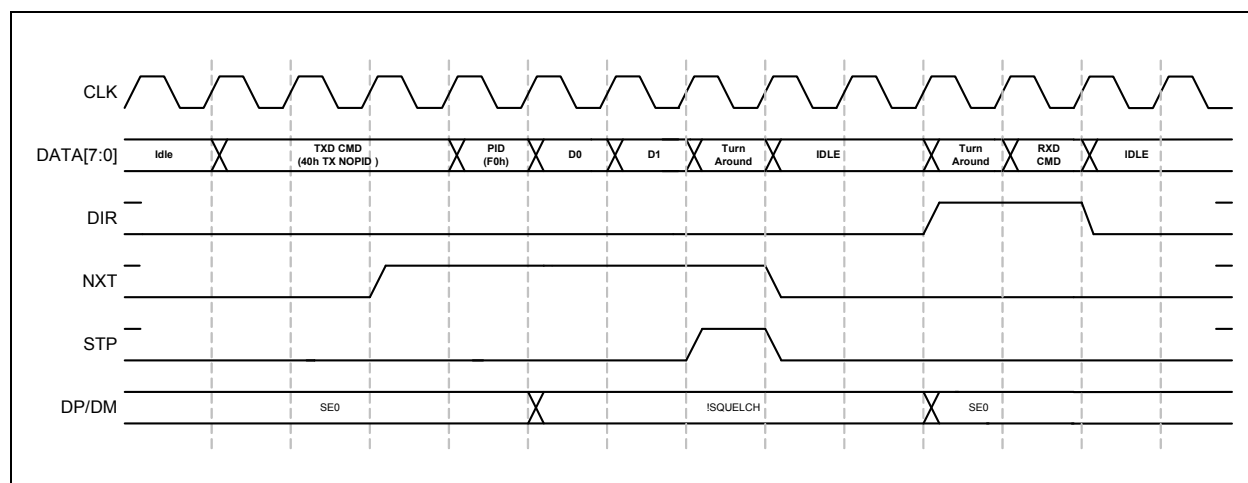 CLK
DATA[7:0]
Idle
TXD CMD
(40h TX NOPID )
PID
(F0h)
D0
D1
Turn
Around
IDLE
Turn
Around
RXD
CMD
IDLE
DIR
NXT
STP
DP/DM
SE0
!SQUELCH
SE0